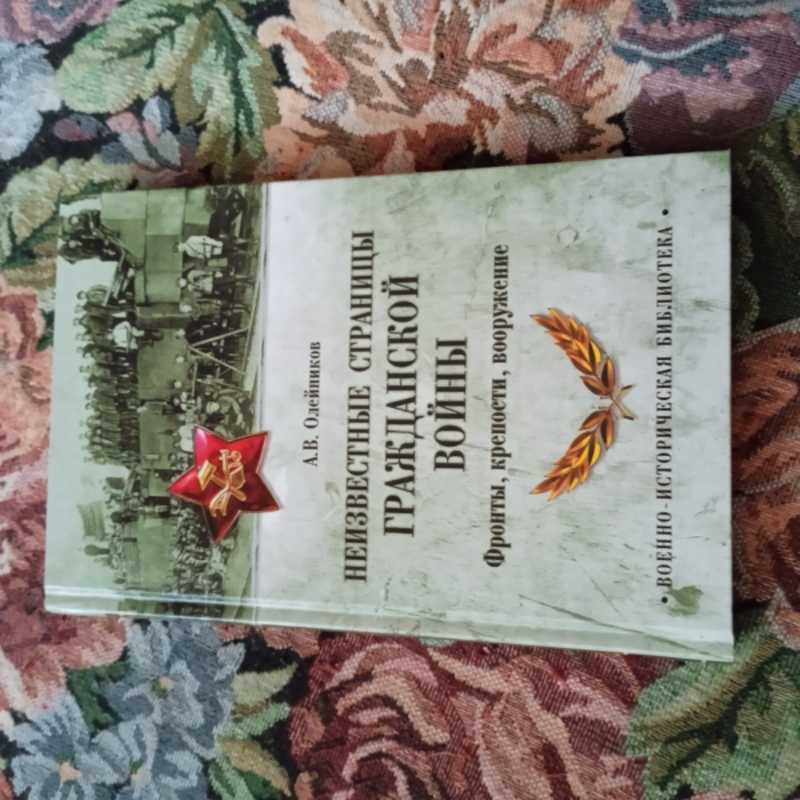 А.В. Олейников
НЕИЗВЕСТНЫЕ СТРАНИЦЫ
ГРАЖДАНСКОЙ
ВОЙНЫ
Фронты, крепости, вооружение
• ВОЕННО-ИСТОРИЧЕСКАЯ БИБЛИОТЕКА •